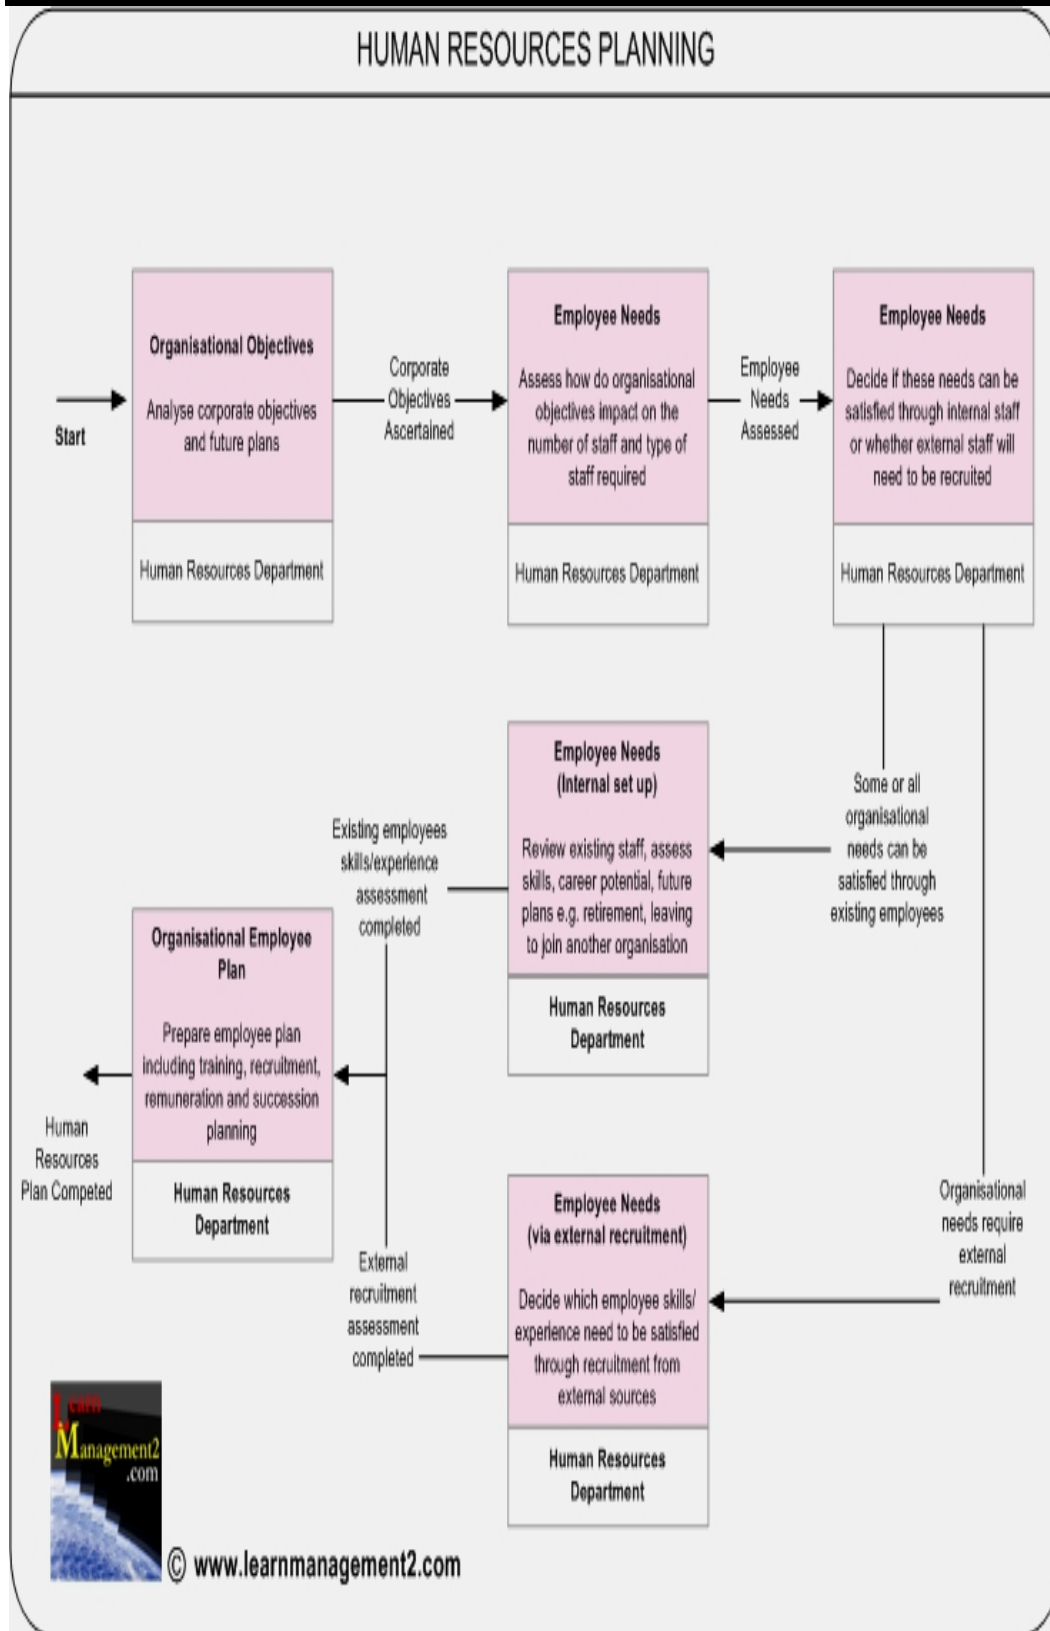 HUMAN RESOURCES PLANNING
Start
Organisational Objectives
Analyse corporate objectives
and future plans
Human Resources Department
Corporate
Objectives
Ascertained
Employee Needs
Assess how do organisational
objectives impact on the
number of staff and type of
staff required
Human Resources Department
Employee
Needs
Assessed
Employee Needs
Decide if these needs can be
satisfied through internal staff
or whether external staff will
need to be recruited
Human Resources Department
Some or all
organisational
needs can be
satisfied through
existing employees
Employee Needs
(Internal set up)
Review existing staff, assess
skills, career potential, future
plans e.g. retirement, leaving
to join another organisation
Human Resources
Department
Existing employees
skills/experience
assessment
completed
Organisational
needs require
external
recruitment
Employee Needs
(via external recruitment)
Decide which employee skills/
experience need to be satisfied
through recruitment from
external sources
Human Resources
Department
External
recruitment
assessment
completed
Organisational Employee
Plan
Prepare employee plan
including training, recruitment,
remuneration and succession
planning
Human Resources
Department
Human
Resources
Plan Competed
Learn
Management2
.com
© www.learnmanagement2.com